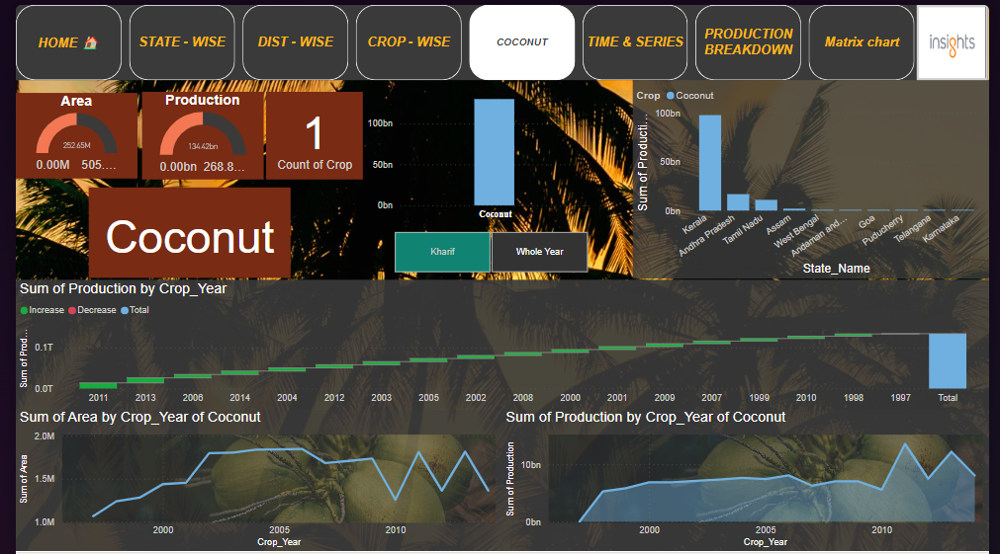 HOME
STATE - WISE
DIST - WISE
CROP - WISE
COCONUT
TIME & SERIES
PRODUCTION
BREAKDOWN
Matrix chart
insights
Area
252.65M
0.00M 505....
Production
134.42bn
0.00bn 268.8...
1
Count of Crop
Coconut
100bn
50bn
0bn
Coconut
Kharif
Whole Year
Crop Coconut
Sum of Producti...
100bn
50bn
0bn
Kerala
Andhra Pradesh
Tamil Nadu
Assam
West Bengal
Andaman and...
Goa
Puducherry
Telangana
Karnataka
State_Name
Sum of Production by Crop_Year
Increase Decrease Total
Sum of Prod...
0.1T
0.0T
2011 2013 2006 2014 2004 2012 2003 2005 2002 2008 2000 2001 2009 2007 1999 2010 1998 1997 Total
Sum of Area by Crop_Year of Coconut
Sum of Area
2.0M
1.5M
1.0M
2000 2005 2010
Crop_Year
Sum of Production by Crop_Year of Coconut
Sum of Production
10bn
0bn
2000 2005 2010
Crop_Year